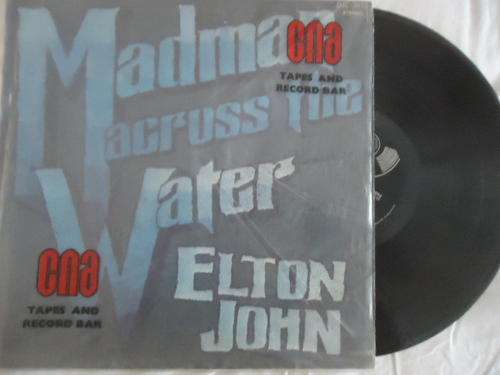 Madman
across the
Water
ELTON
JOHN
cna
TAPES AND
RECORD BAR
cna
TAPES AND
RECORD BAR